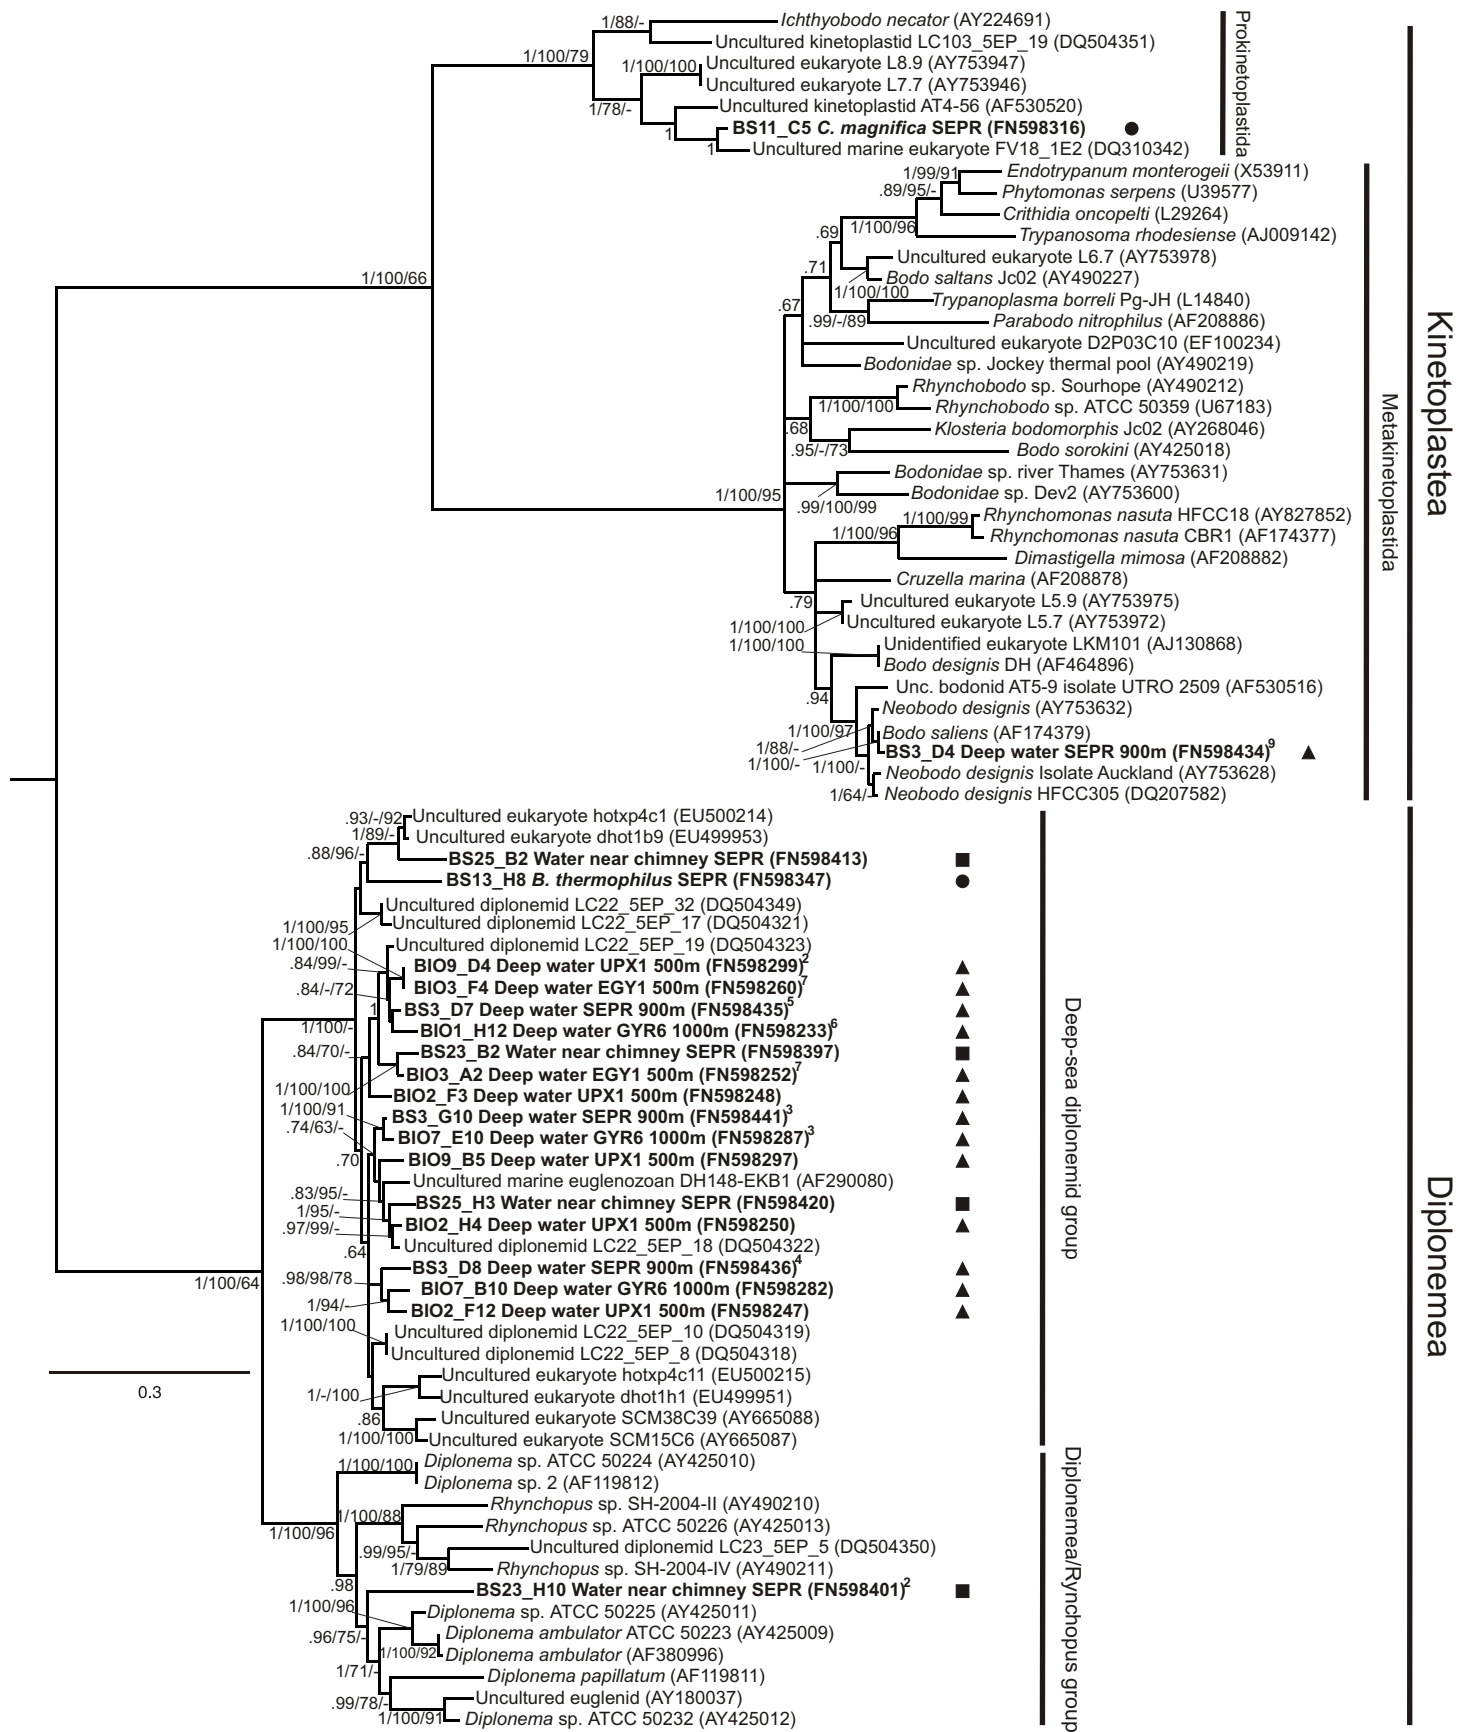 1/88/-
Ichthyobodo necator (AY224691)
Uncultured kinetoplastid LC103_5EP_19 (DQ504351)
1/100/79
1/100/100
Uncultured eukaryote L8.9 (AY753947)
Uncultured eukaryote L7.7 (AY753946)
1/78/-
Uncultured kinetoplastid AT4-56 (AF530520)
1
BS11_C5 C. magnifica SEPR (FN598316) ●
1
Uncultured marine eukaryote FV18_1E2 (DQ310342)
Prokinetoplastida
1/99/91
Endotrypanum monterogeii (X53911)
.89/95/-
Phytomonas serpens (U39577)
Crithidia oncopelti (L29264)
1/100/96
Trypanosoma rhodesiense (AJ009142)
.69
Uncultured eukaryote L6.7 (AY753978)
.71
Bodo saltans Jc02 (AY490227)
1/100/66
1/100/100
Trypanoplasma borreli Pg-JH (L14840)
.67
.99/-/89
Parabodo nitrophilus (AF208886)
Uncultured eukaryote D2P03C10 (EF100234)
Bodonidae sp. Jockey thermal pool (AY490219)
Rhynchobodo sp. Sourhope (AY490212)
1/100/100
Rhynchobodo sp. ATCC 50359 (U67183)
.68
Klosteria bodomorphis Jc02 (AY268046)
.95/-/73
Bodo sorokini (AY425018)
Bodonidae sp. river Thames (AY753631)
1/100/95
Bodonidae sp. Dev2 (AY753600)
.99/100/99
1/100/99
Rhynchomonas nasuta HFCC18 (AY827852)
1/100/96
Rhynchomonas nasuta CBR1 (AF174377)
Dimastigella mimosa (AF208882)
Cruzella marina (AF208878)
.79
Uncultured eukaryote L5.9 (AY753975)
1/100/100
Uncultured eukaryote L5.7 (AY753972)
1/100/100
Unidentified eukaryote LKM101 (AJ130868)
Bodo designis DH (AF464896)
Unc. bodonid AT5-9 isolate UTRO 2509 (AF530516)
.94
Neobodo designis (AY753632)
1/100/97
Bodo saliens (AF174379)
1/88/-
BS3_D4 Deep water SEPR 900m (FN598434)9 ▲
1/100/-
1/100/-
Neobodo designis Isolate Auckland (AY753628)
1/64/-
Neobodo designis HFCC305 (DQ207582)
Metakinetoplastida
Kinetoplastea
.93/-/92
Uncultured eukaryote hotxp4c1 (EU500214)
1/89/-
Uncultured eukaryote dhot1b9 (EU499953)
.88/96/-
BS25_B2 Water near chimney SEPR (FN598413) ■
BS13_H8 B. thermophilus SEPR (FN598347) ●
Uncultured diplonemid LC22_5EP_32 (DQ504349)
1/100/95
Uncultured diplonemid LC22_5EP_17 (DQ504321)
1/100/100
Uncultured diplonemid LC22_5EP_19 (DQ504323)
.84/99/-
BIO9_D4 Deep water UPX1 500m (FN598299)2 ▲
.84/-/72
BIO3_F4 Deep water EGY1 500m (FN598260)7 ▲
1
BS3_D7 Deep water SEPR 900m (FN598435)5 ▲
1/100/-
BIO1_H12 Deep water GYR6 1000m (FN598233)6 ▲
.84/70/-
BS23_B2 Water near chimney SEPR (FN598397) ■
BIO3_A2 Deep water EGY1 500m (FN598252)7 ▲
1/100/100
BIO2_F3 Deep water UPX1 500m (FN598248) ▲
1/100/91
BS3_G10 Deep water SEPR 900m (FN598441)3 ▲
.74/63/-
BIO7_E10 Deep water GYR6 1000m (FN598287)3 ▲
.70
BIO9_B5 Deep water UPX1 500m (FN598297) ▲
Uncultured marine euglenozoan DH148-EKB1 (AF290080)
.83/95/-
BS25_H3 Water near chimney SEPR (FN598420) ■
1/95/-
.97/99/-
BIO2_H4 Deep water UPX1 500m (FN598250) ▲
Uncultured diplonemid LC22_5EP_18 (DQ504322)
.64
BS3_D8 Deep water SEPR 900m (FN598436)4 ▲
.98/98/78
BIO7_B10 Deep water GYR6 1000m (FN598282) ▲
1/94/-
BIO2_F12 Deep water UPX1 500m (FN598247) ▲
1/100/100
Uncultured diplonemid LC22_5EP_10 (DQ504319)
Uncultured diplonemid LC22_5EP_8 (DQ504318)
Uncultured eukaryote hotxp4c11 (EU500215)
1/-/100
Uncultured eukaryote dhot1h1 (EU499951)
.86
Uncultured eukaryote SCM38C39 (AY665088)
1/100/100
Uncultured eukaryote SCM15C6 (AY665087)
Deep-sea diplonemid group
1/100/64
0.3
1/100/100
Diplonema sp. ATCC 50224 (AY425010)
Diplonema sp. 2 (AF119812)
Rhynchopus sp. SH-2004-II (AY490210)
1/100/88
1/100/96
Rhynchopus sp. ATCC 50226 (AY425013)
.99/95/-
Uncultured diplonemid LC23_5EP_5 (DQ504350)
1/79/89
Rhynchopus sp. SH-2004-IV (AY490211)
.98
BS23_H10 Water near chimney SEPR (FN598401)2 ■
1/100/96
Diplonema sp. ATCC 50225 (AY425011)
.96/75/-
Diplonema ambulator ATCC 50223 (AY425009)
1/100/92
Diplonema ambulator (AF380996)
1/71/-
Diplonema papillatum (AF119811)
.99/78/-
Uncultured euglenid (AY180037)
1/100/91
Diplonema sp. ATCC 50232 (AY425012)
Diplonemea/Rynchopus group
Diplonemea